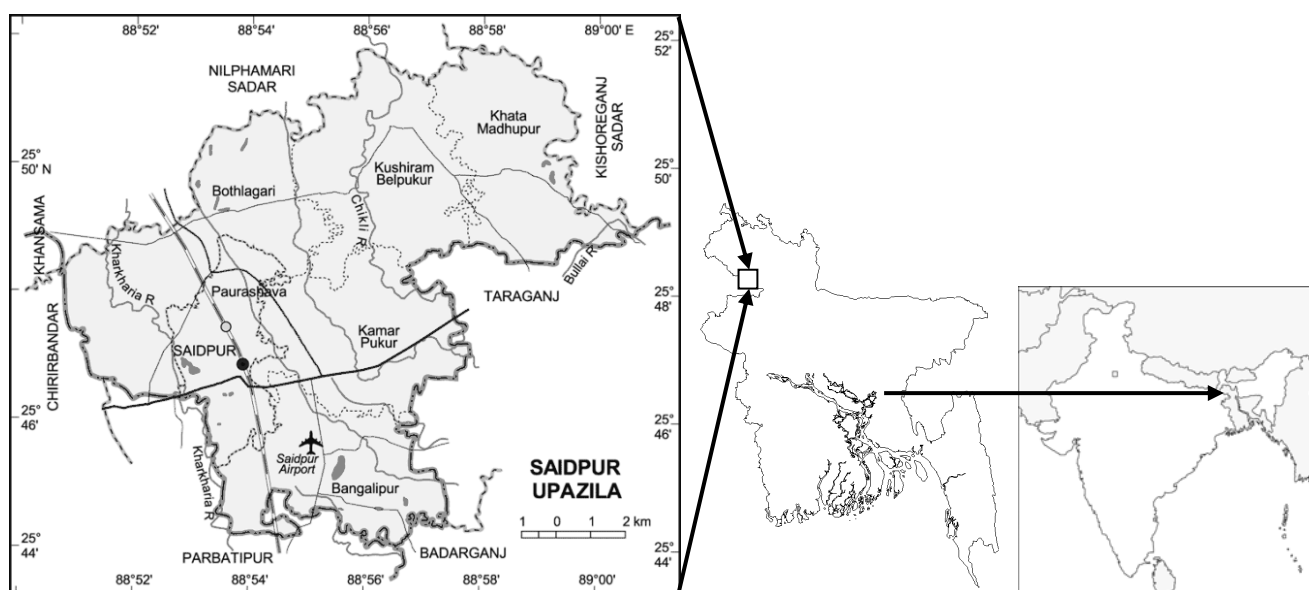 88°52' 88°54' 88°56' 88°58' 89°00' E
25°
52'
NILPHAMARI
SADAR
Khata
Madhupur
KISHOREGANJ
SADAR
25°
50' N
25°
50'
Kushiram
Belpukur
Bothlagari
Chikli R
KHANSAMA
Kharkharia R
Bullai R
Paurashava
TARAGANJ
25°
48'
Kamar
Pukur
SAIDPUR
CHIRIRBANDAR
25°
46'
25°
46'
Saidpur
Airport
Kharkharia R
Bangalipur
SAIDPUR
UPAZILA
1 0 1 2 km
25°
44'
PARBATIPUR
BADARGANJ
25°
44'
88°52' 88°54' 88°56' 88°58' 89°00'